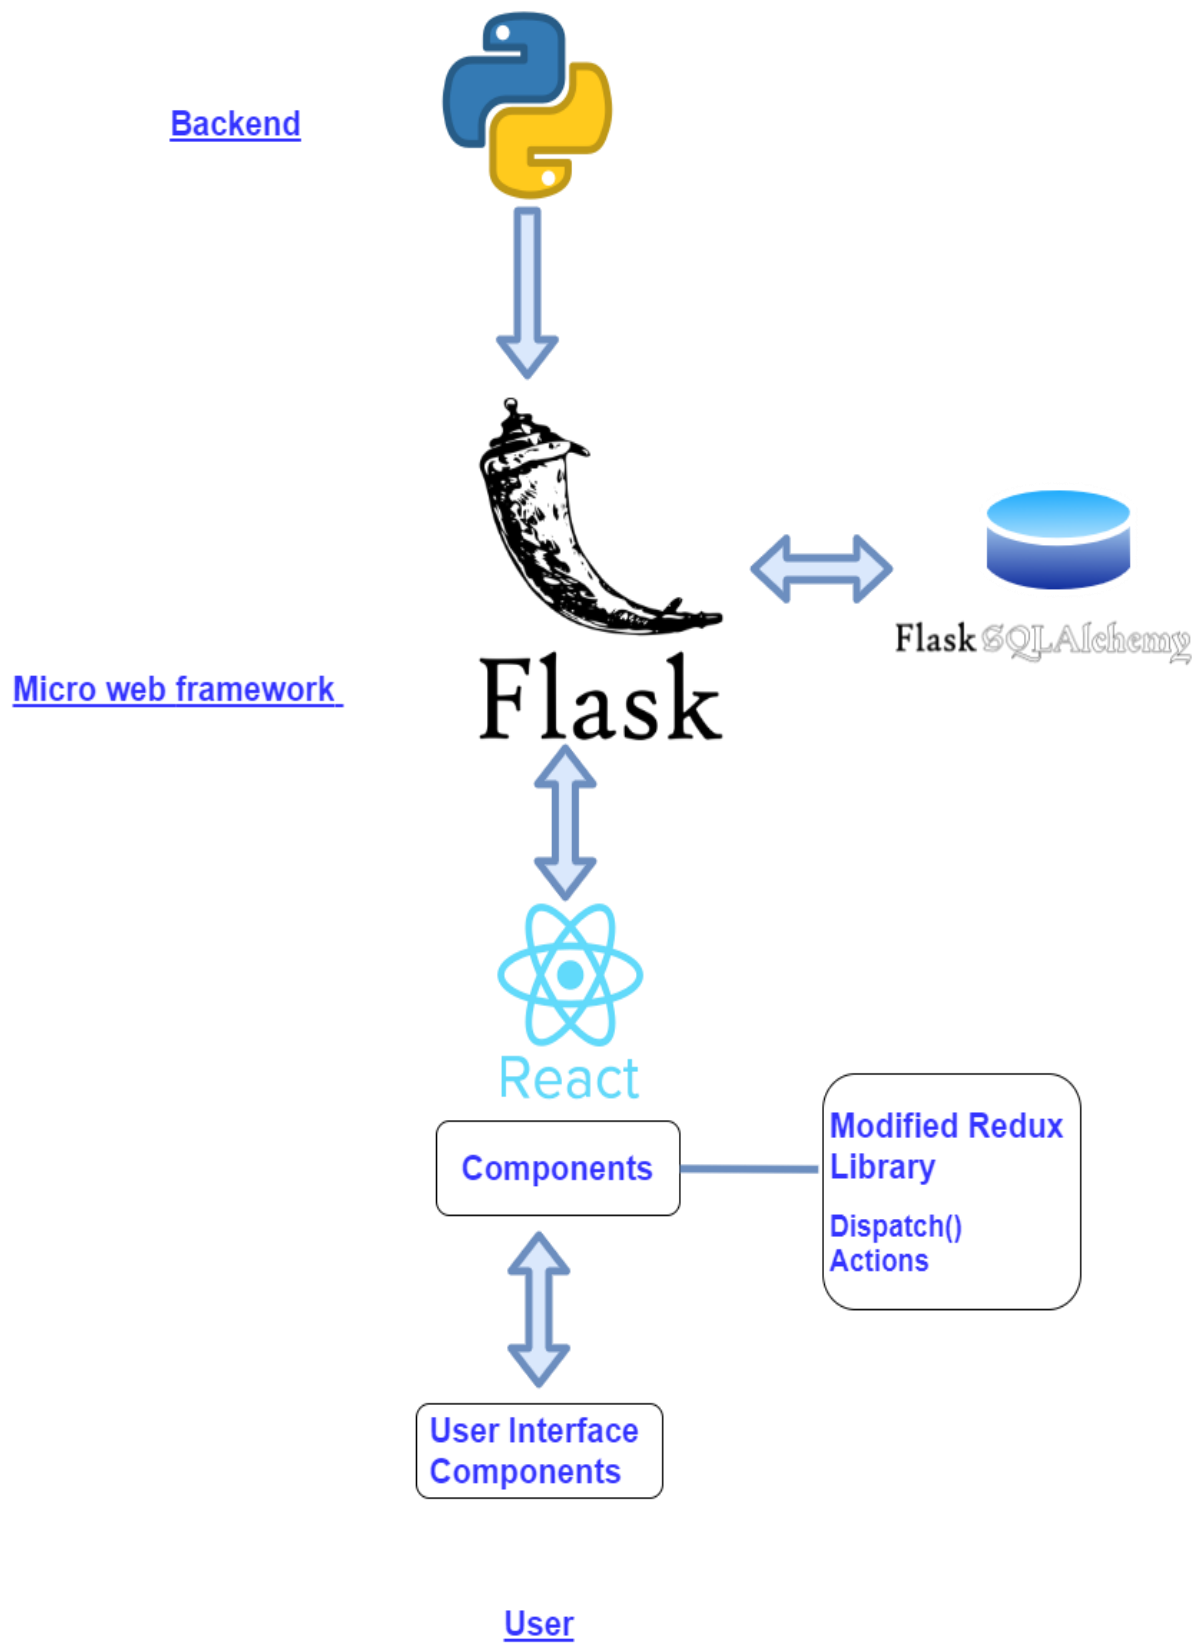 Backend
Flask SQLAlchemy
Micro web framework
Flask
React
Modified Redux
Library
Components
Dispatch()
Actions
User Interface
Components
User